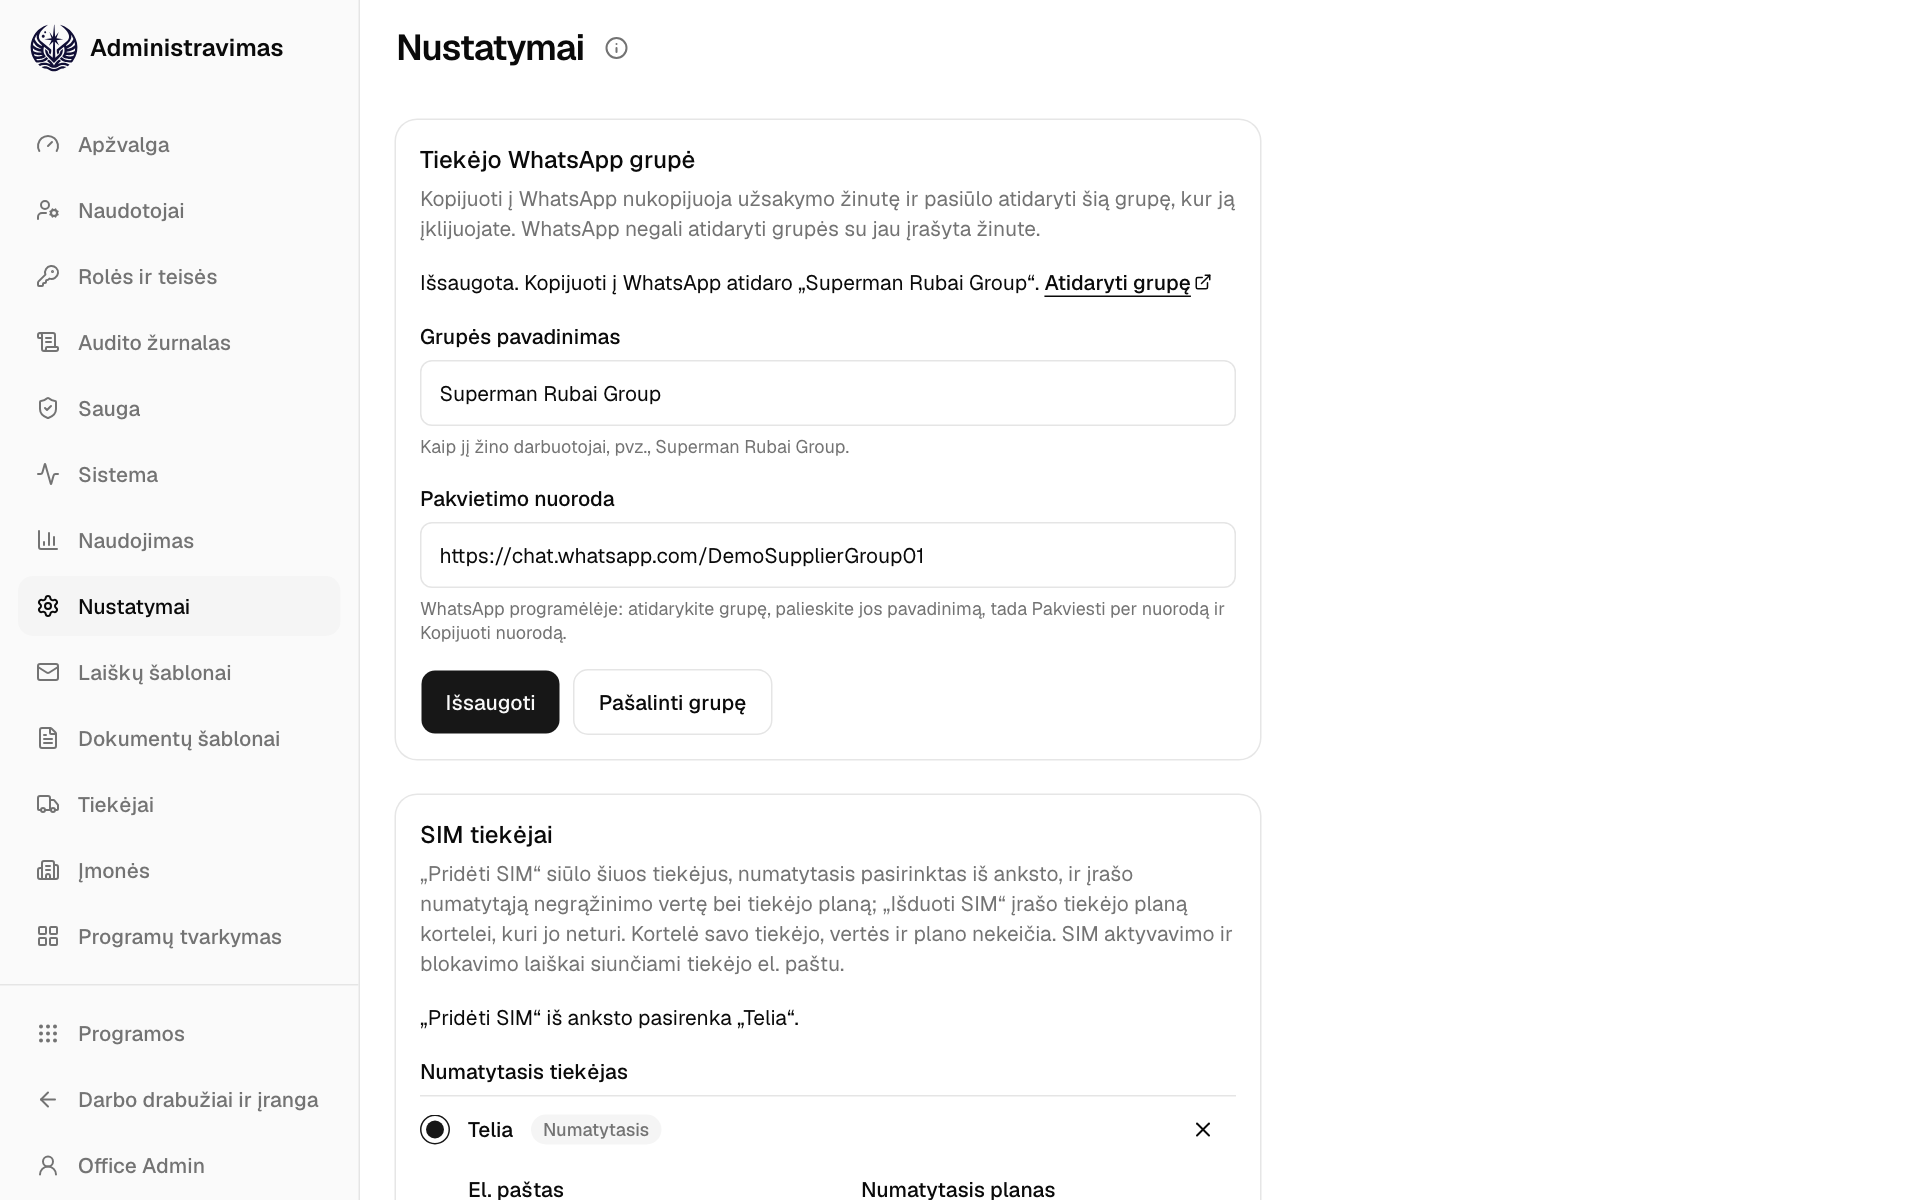 Administravimas
Apžvalga
Naudotojai
Rolės ir teisės
Audito žurnalas
Sauga
Sistema
Naudojimas
Nustatymai
Laiškų šablonai
Dokumentų šablonai
Tiekėjai
Įmonės
Programų tvarkymas
Programos
Darbo drabužiai ir įranga
Office Admin
Nustatymai
Tiekėjo WhatsApp grupė
Kopijuoti į WhatsApp nukopijuoja užsakymo žinutę ir pasiūlo atidaryti šią grupę, kur ją
įklijuojate. WhatsApp negali atidaryti grupės su jau įrašyta žinute.
Išsaugota. Kopijuoti į WhatsApp atidaro „Superman Rubai Group“. Atidaryti grupę
Grupės pavadinimas
Superman Rubai Group
Kaip jį žino darbuotojai, pvz., Superman Rubai Group.
Pakvietimo nuoroda
https://chat.whatsapp.com/DemoSupplierGroup01
WhatsApp programėlėje: atidarykite grupę, palieskite jos pavadinimą, tada Pakviesti per nuorodą ir
Kopijuoti nuorodą.
Išsaugoti
Pašalinti grupę
SIM tiekėjai
„Pridėti SIM“ siūlo šiuos tiekėjus, numatytasis pasirinktas iš anksto, ir įrašo
numatytąją negrąžinimo vertę bei tiekėjo planą; „Išduoti SIM“ įrašo tiekėjo planą
kortelei, kuri jo neturi. Kortelė savo tiekėjo, vertės ir plano nekeičia. SIM aktyvavimo ir
blokavimo laiškai siunčiami tiekėjo el. paštu.
„Pridėti SIM“ iš anksto pasirenka „Telia“.
Numatytasis tiekėjas
Telia Numatytasis
El. paštas
Numatytasis planas